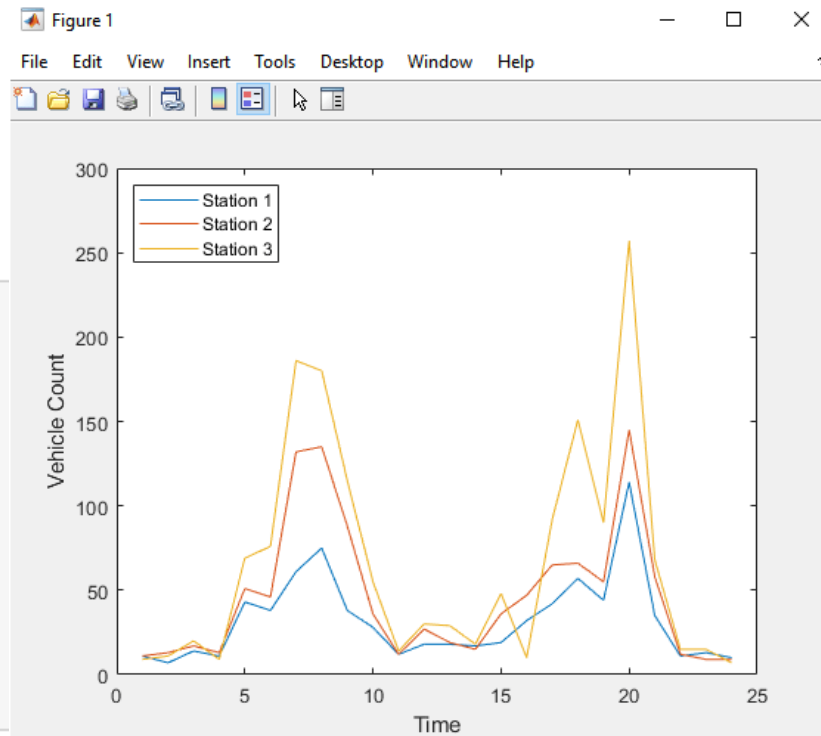 Figure 1
File Edit View Insert Tools Desktop Window Help
300
250
200
150
100
50
0
Vehicle Count
Station 1
Station 2
Station 3
0 5 10 15 20 25
Time